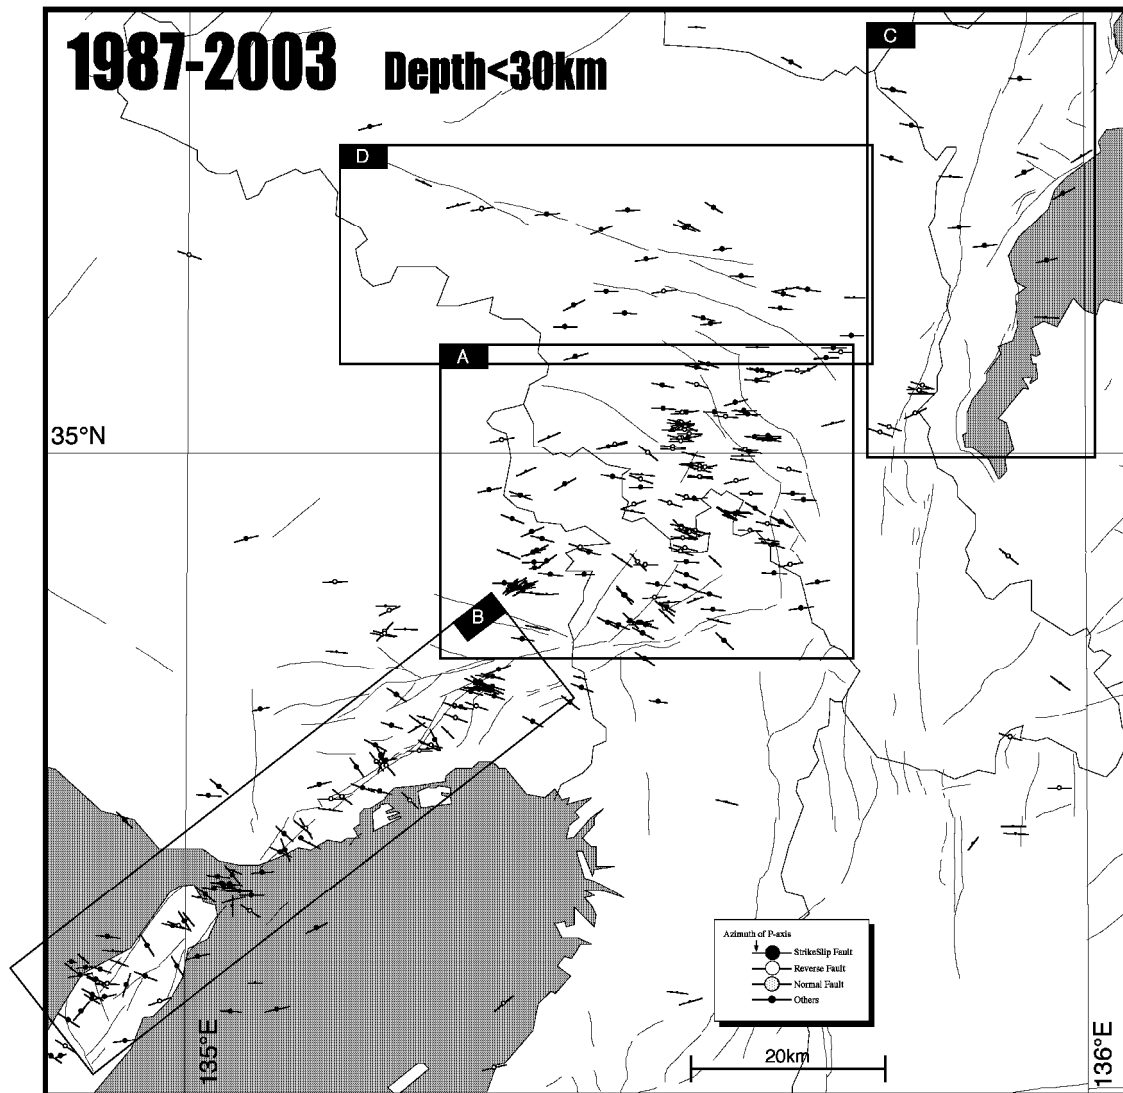 1987-2003 Depth<30km
C
D
A
35°N
B
Azimuth of P-axis
StrikeSlip Fault
Reverse Fault
Normal Fault
Others
20km
135°E
136°E